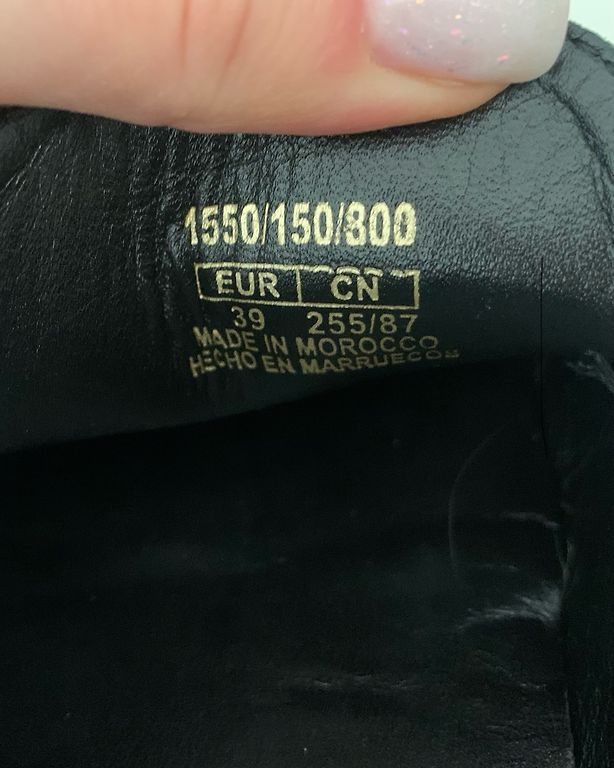 1550/150/800
EUR CN
39 255/87
MADE IN MOROCCO
HECHO EN MARRUECOS